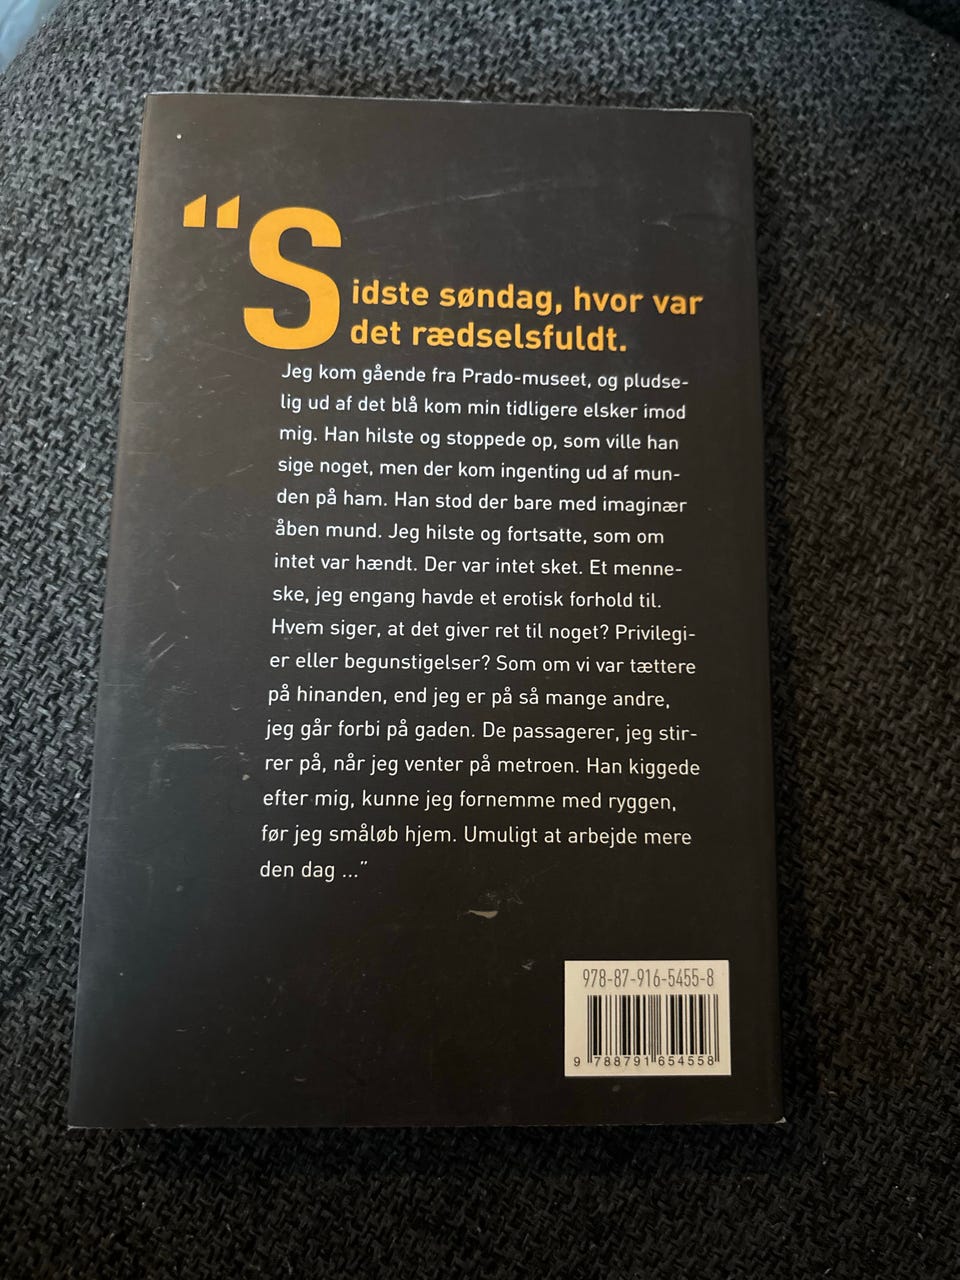 “Sidste søndag, hvor var
det rædselsfuldt.
Jeg kom gående fra Prado-museet, og pludse-
lig ud af det blå kom min tidligere elsker imod
mig. Han hilste og stoppede op, som ville han
sige noget, men der kom ingenting ud af mun-
den på ham. Han stod der bare med imaginær
åben mund. Jeg hilste og fortsatte, som om
intet var hændt. Der var intet sket. Et menne-
ske, jeg engang havde et erotisk forhold til.
Hvem siger, at det giver ret til noget? Privilegi-
er eller begunstigelser? Som om vi var tættere
på hinanden, end jeg er på så mange andre,
jeg går forbi på gaden. De passagerer, jeg stir-
rer på, når jeg venter på metroen. Han kiggede
efter mig, kunne jeg fornemme med ryggen,
før jeg småløb hjem. Umuligt at arbejde mere
den dag ...”
978-87-916-5455-8
9 788791 654558